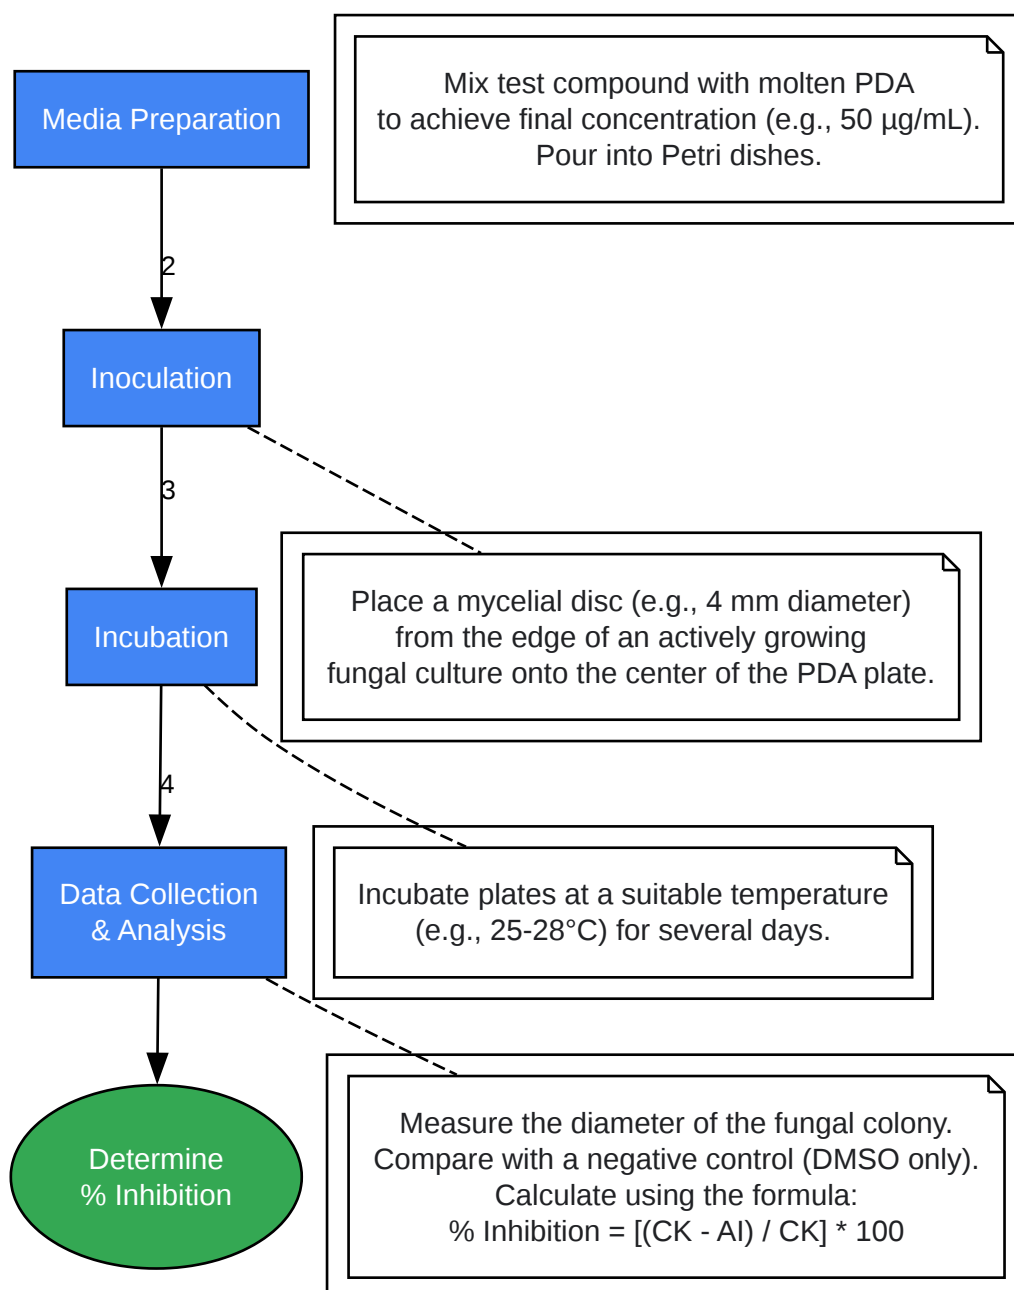 Media Preparation
Mix test compound with molten PDA
to achieve final concentration (e.g., 50 µg/mL).
Pour into Petri dishes.
2
Inoculation
3
Place a mycelial disc (e.g., 4 mm diameter)
from the edge of an actively growing
fungal culture onto the center of the PDA plate.
Incubation
4
Incubate plates at a suitable temperature
(e.g., 25-28°C) for several days.
Data Collection
& Analysis
Measure the diameter of the fungal colony.
Compare with a negative control (DMSO only).
Calculate using the formula:
% Inhibition = [(CK - AI) / CK] * 100
Determine
% Inhibition